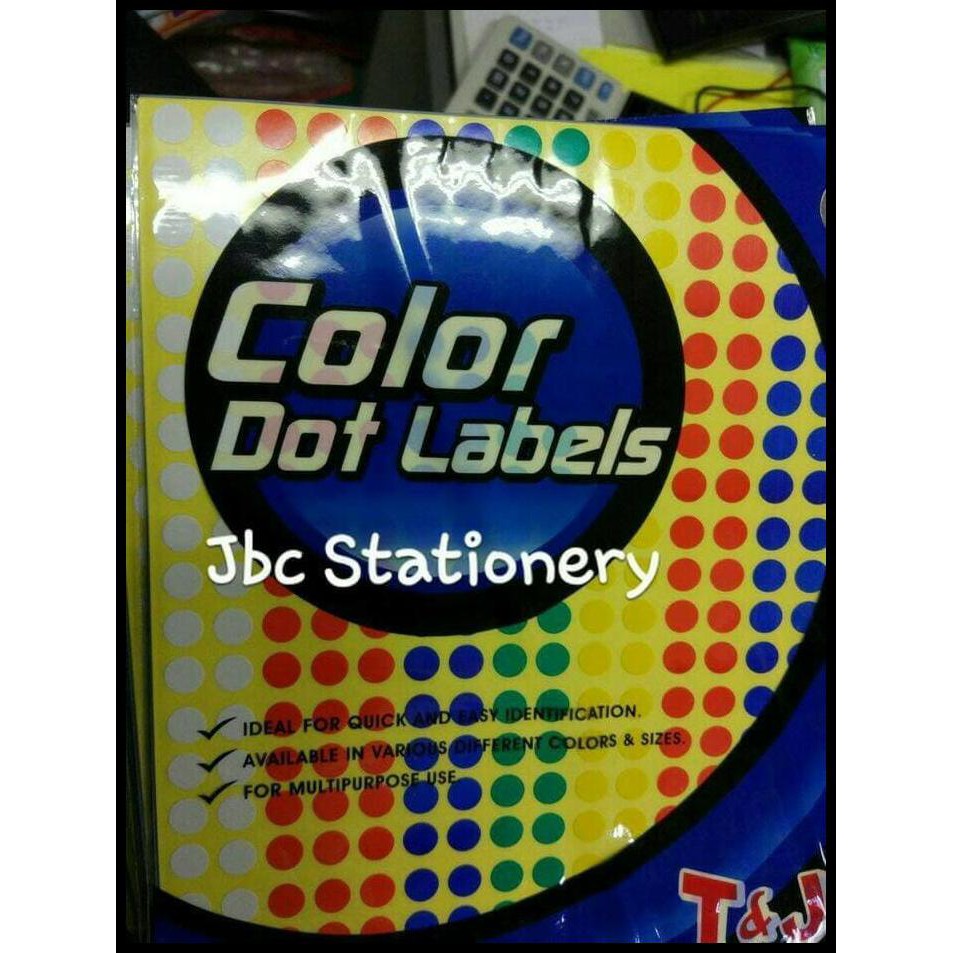 Color
Dot Labels
Jbc Stationery
IDEAL FOR QUICK AND EASY IDENTIFICATION.
AVAILABLE IN VARIOUS DIFFERENT COLORS & SIZES.
FOR MULTIPURPOSE USE
T&J